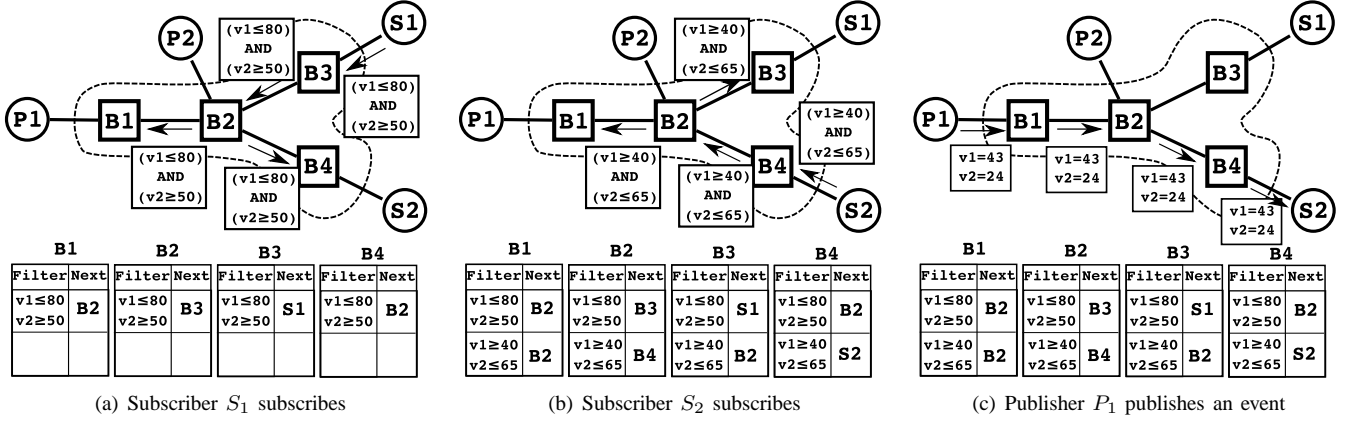 (v1≤80)
AND
(v2≥50)
S1
P2
B3
(v1≤80)
AND
(v2≥50)
P1
B1
B2
(v1≤80)
AND
(v2≥50)
(v1≤80)
AND
(v2≥50)
B4
S2
B1 B2 B3 B4
Filter Next Filter Next Filter Next Filter Next
v1≤80 v2≥50 B2 v1≤80 v2≥50 B3 v1≤80 v2≥50 S1 v1≤80 v2≥50 B2
(a) Subscriber S1 subscribes
(v1≥40)
AND
(v2≤65)
S1
P2
B3
(v1≥40)
AND
(v2≤65)
P1
B1
B2
(v1≥40)
AND
(v2≤65)
(v1≥40)
AND
(v2≤65)
B4
S2
B1 B2 B3 B4
Filter Next Filter Next Filter Next Filter Next
v1≤80 v2≥50 B2 v1≤80 v2≥50 B3 v1≤80 v2≥50 S1 v1≤80 v2≥50 B2
v1≥40 v2≤65 B2 v1≥40 v2≤65 B4 v1≥40 v2≤65 B2 v1≥40 v2≤65 S2
(b) Subscriber S2 subscribes
S1
P2
B3
P1
B1
B2
v1=43
v2=24
v1=43
v2=24
B4
v1=43
v2=24
S2
v1=43
v2=24
B1 B2 B3 B4
Filter Next Filter Next Filter Next Filter Next
v1≤80 v2≥50 B2 v1≤80 v2≥50 B3 v1≤80 v2≥50 S1 v1≤80 v2≥50 B2
v1≥40 v2≤65 B2 v1≥40 v2≤65 B4 v1≥40 v2≤65 B2 v1≥40 v2≤65 S2
(c) Publisher P1 publishes an event